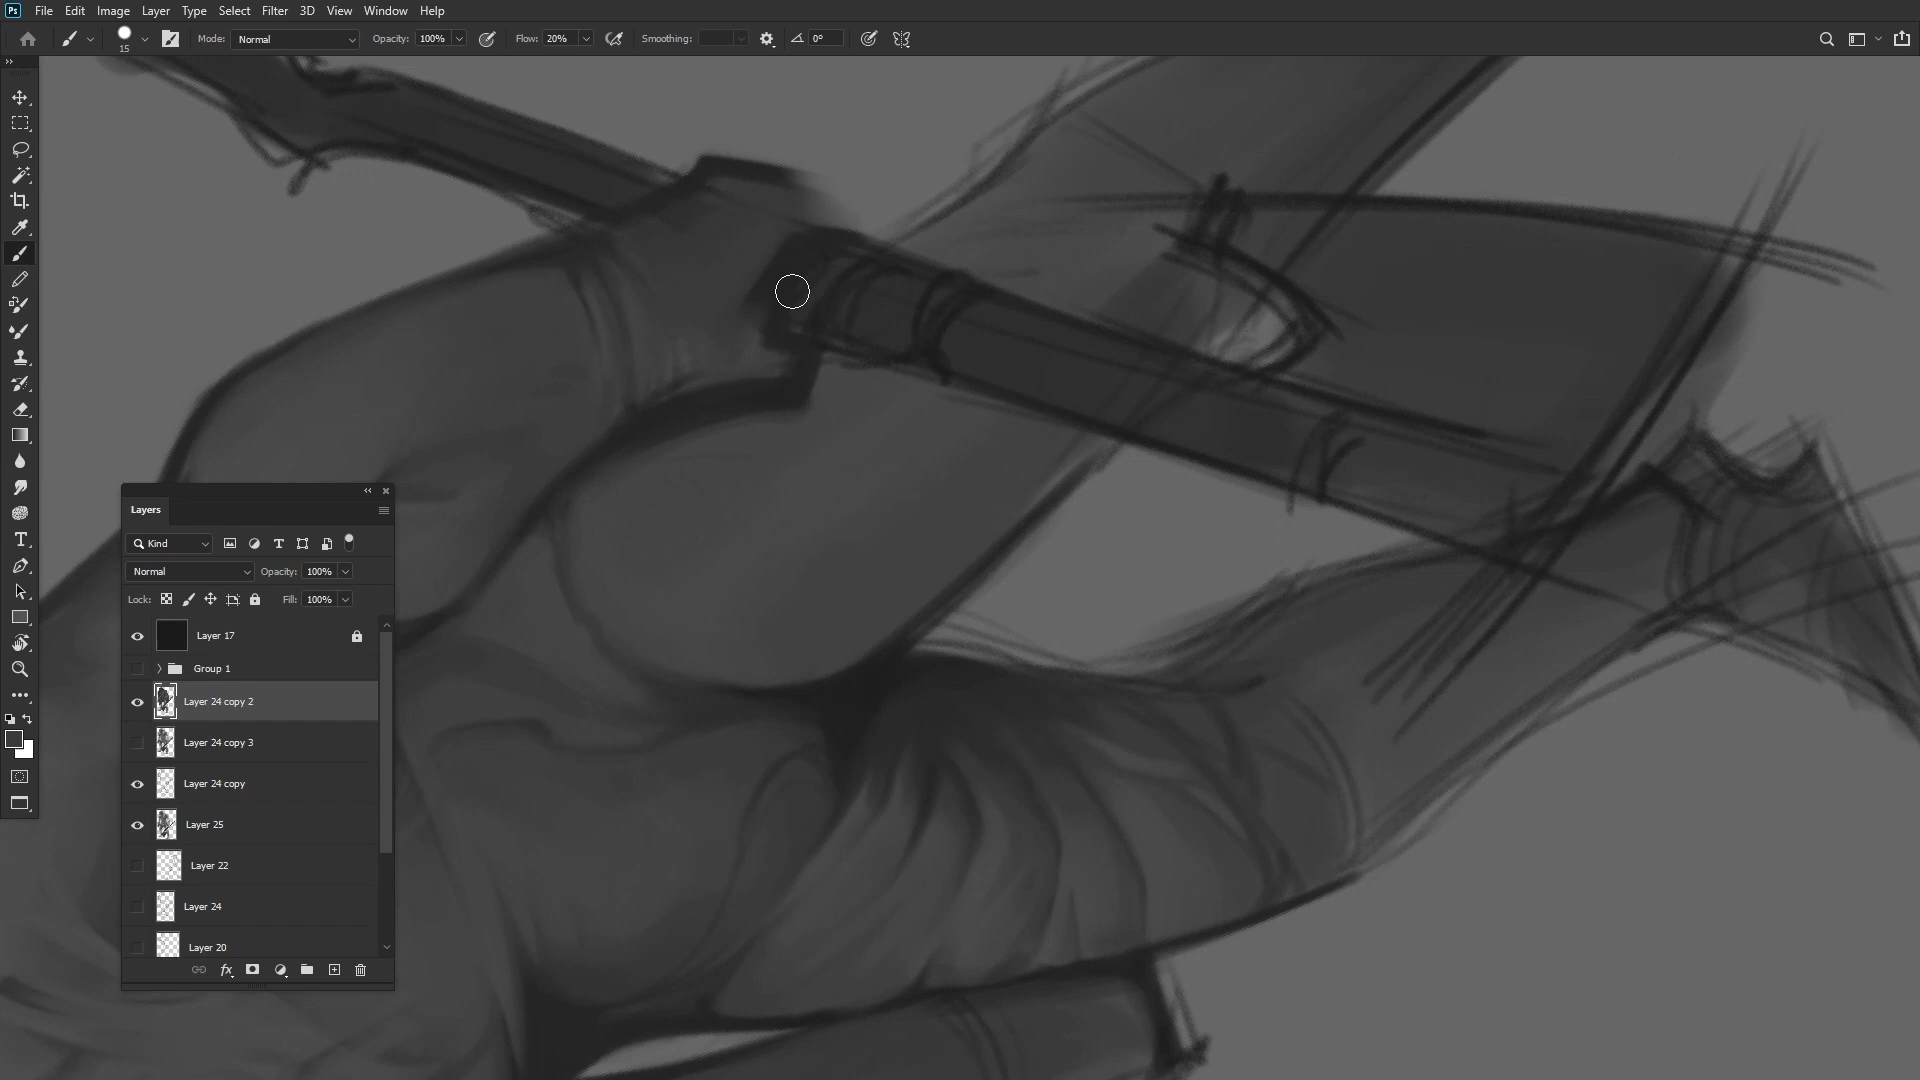 Ps File Edit Image Layer Type Select Filter 3D View Window Help
15 Mode: Normal Opacity: 100% Flow: 20% Smoothing: 0°
Layers
Kind
Normal Opacity: 100%
Lock: Fill: 100%
Layer 17
Group 1
Layer 24 copy 2
Layer 24 copy 3
Layer 24 copy
Layer 25
Layer 22
Layer 24
Layer 20
fx